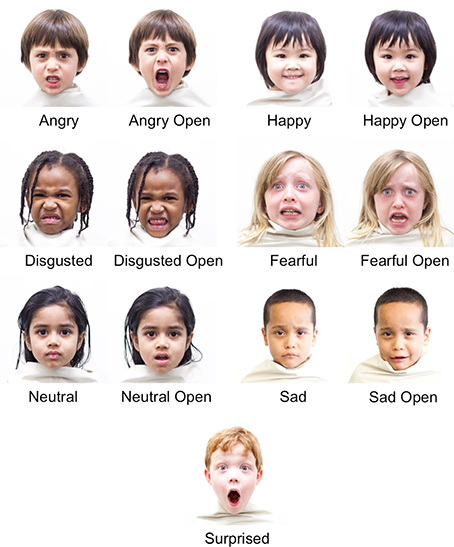 Angry
Angry Open
Happy
Happy Open
Disgusted
Disgusted Open
Fearful
Fearful Open
Neutral
Neutral Open
Sad
Sad Open
Surprised